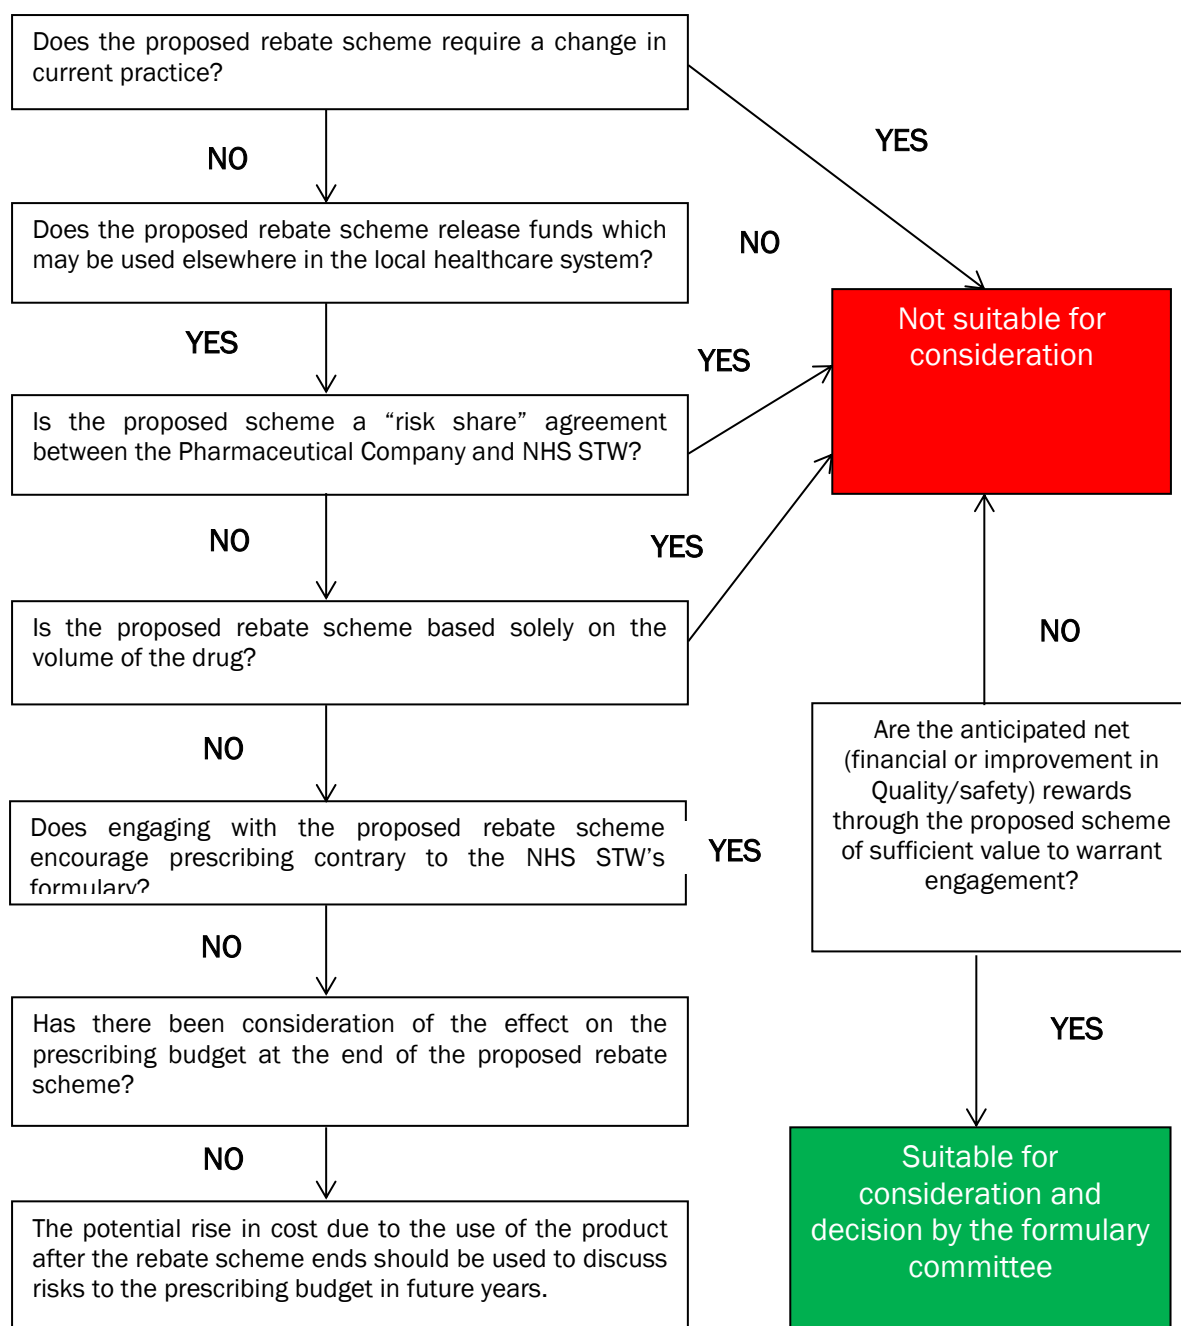 Does the proposed rebate scheme require a change in
current practice?
YES
NO
Does the proposed rebate scheme release funds which
may be used elsewhere in the local healthcare system?
NO
Not suitable for
consideration
YES
YES
Is the proposed scheme a “risk share” agreement
between the Pharmaceutical Company and NHS STW?
NO
YES
Is the proposed rebate scheme based solely on the
volume of the drug?
NO
NO
Are the anticipated net
(financial or improvement in
Quality/safety) rewards
through the proposed scheme
of sufficient value to warrant
engagement?
Does engaging with the proposed rebate scheme
encourage prescribing contrary to the NHS STW’s
formulary?
YES
NO
Has there been consideration of the effect on the
prescribing budget at the end of the proposed rebate
scheme?
YES
NO
The potential rise in cost due to the use of the product
after the rebate scheme ends should be used to discuss
risks to the prescribing budget in future years.
Suitable for
consideration and
decision by the formulary
committee